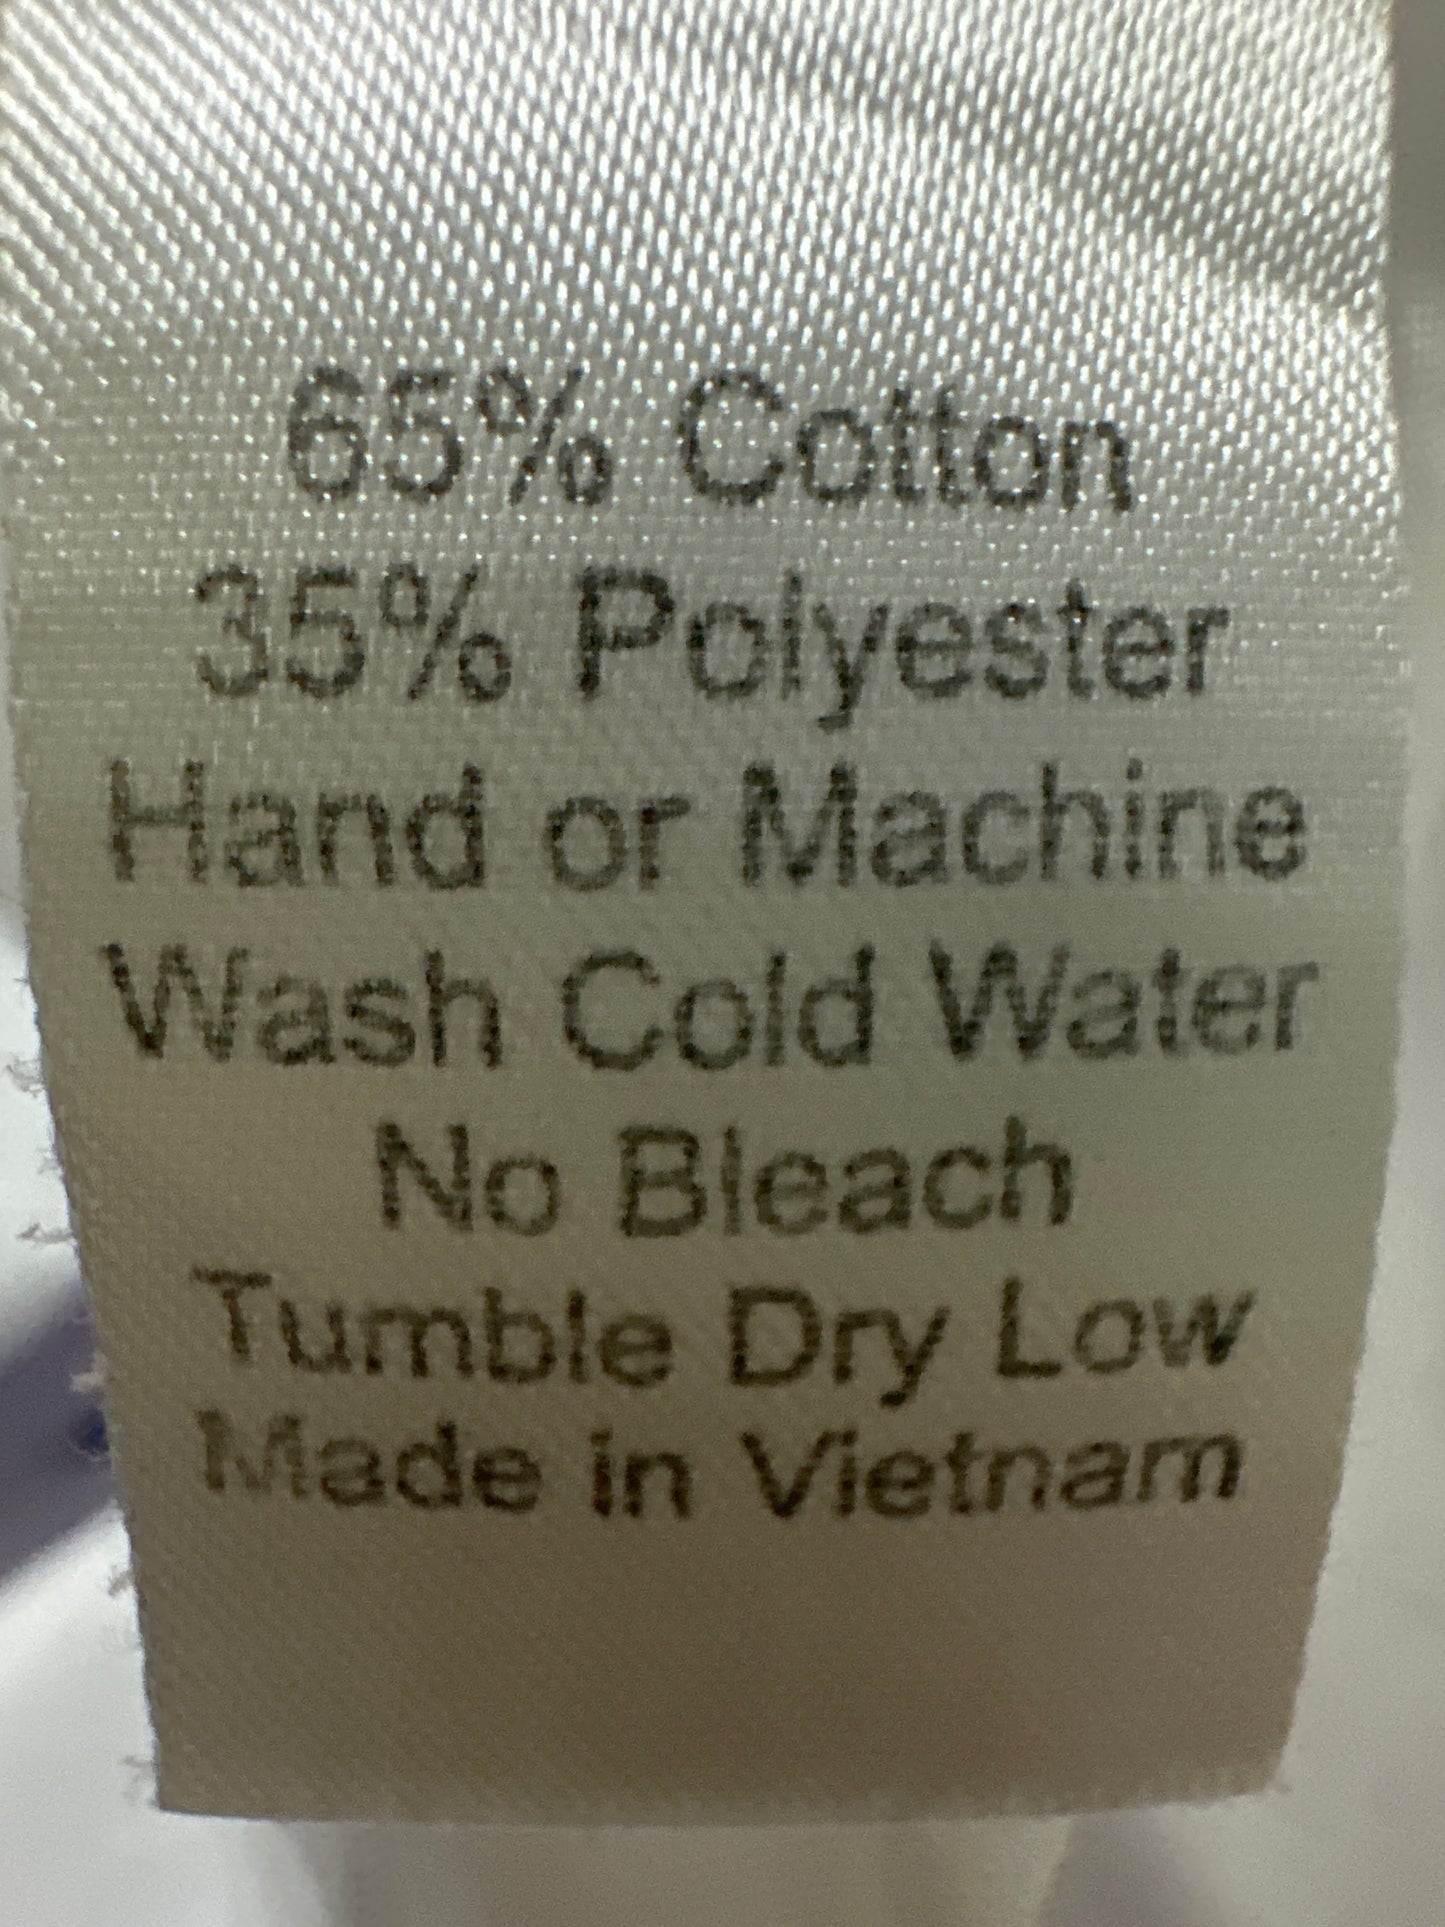 65% Cotton
35% Polyester
Hand or Machine
Wash Cold Water
No Bleach
Tumble Dry Low
Made in Vietnam